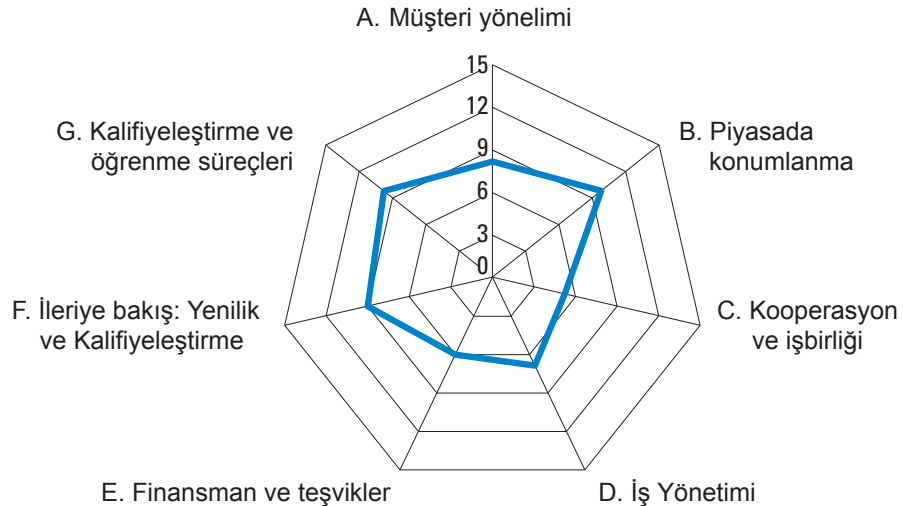 A. Müşteri yönelimi
15
12
9
6
3
0
B. Piyasada
konumlanma
C. Kooperasyon
ve işbirliği
D. İş Yönetimi
E. Finansman ve teşvikler
F. İleriye bakış: Yenilik
ve Kalifiyeleştirme
G. Kalifiyeleştirme ve
öğrenme süreçleri